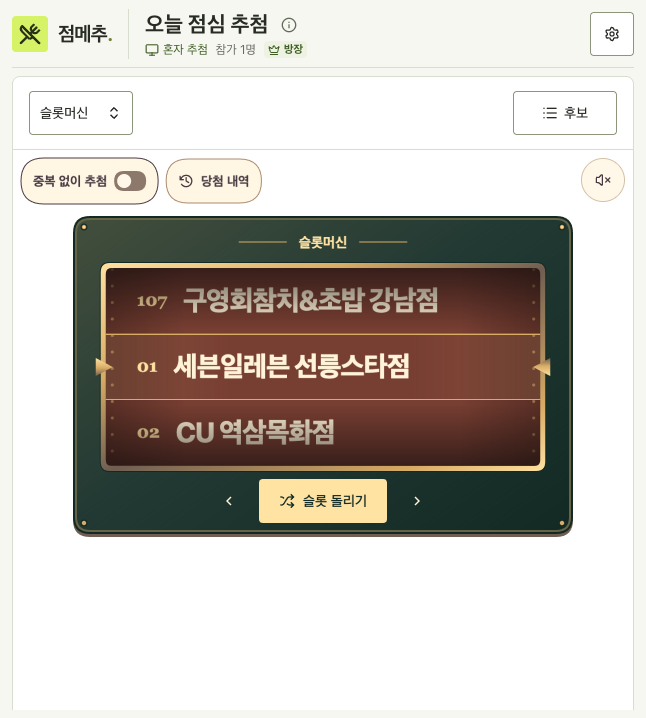 점메추.
오늘 점심 추첨
혼자 추첨 참가 1명 방장
슬롯머신
후보
중복 없이 추첨
당첨 내역
슬롯머신
107 구영회참치&초밥 강남점
01 세븐일레븐 선릉스타점
02 CU 역삼목화점
슬롯 돌리기